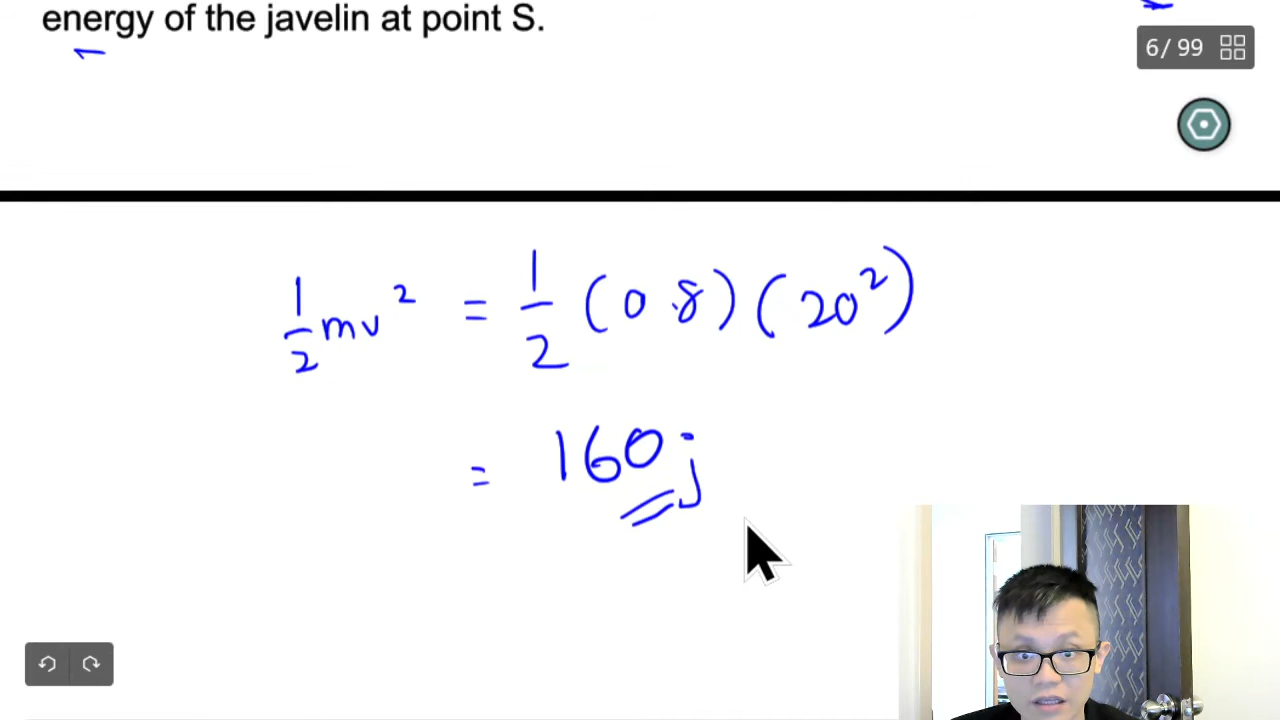 energy of the javelin at point S.
6 / 99
1/2 mv² = 1/2 (0.8) (20²)
= 160 j